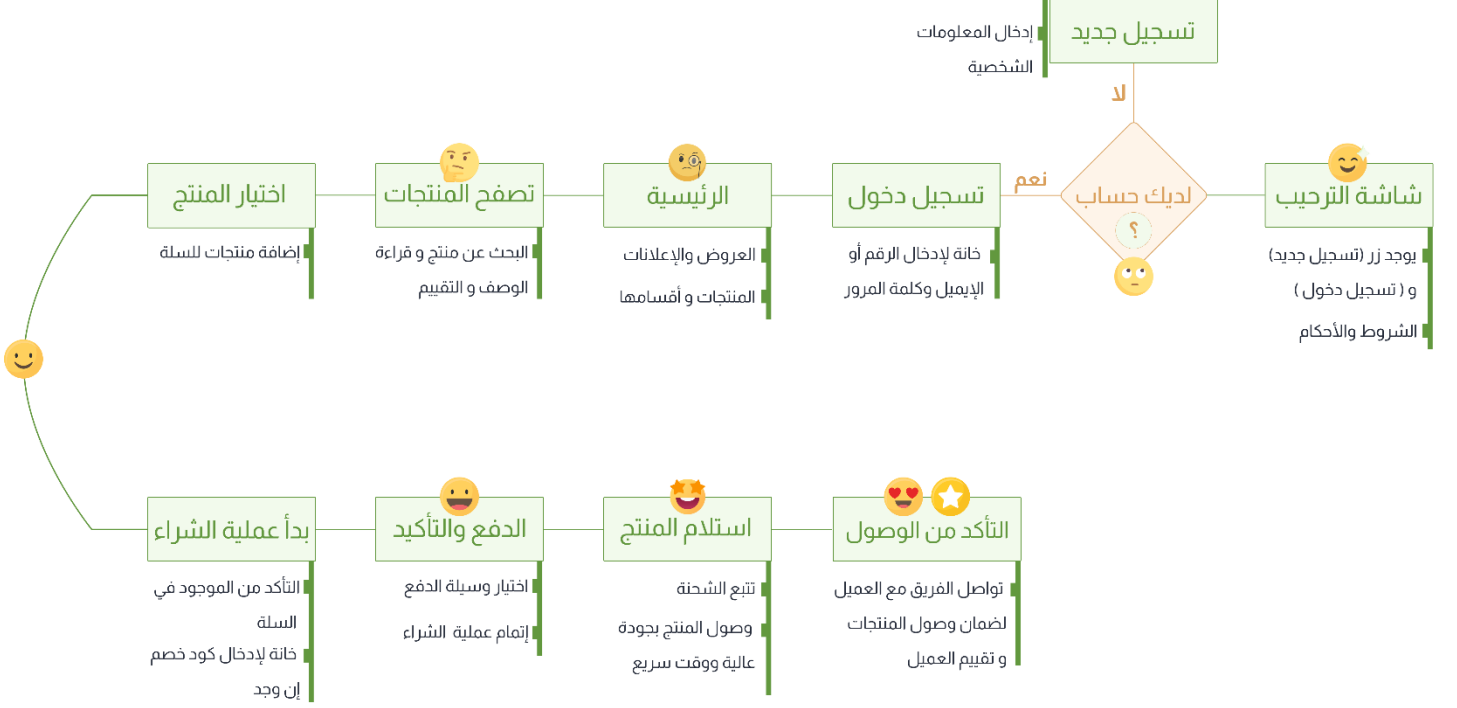 تسجيل جديد
إدخال المعلومات
الشخصية
لا
شاشة الترحيب
يوجد زر (تسجيل جديد)
و ( تسجيل دخول )
الشروط والأحكام
لديك حساب
؟
نعم
تسجيل دخول
خانة لإدخال الرقم أو
الإيميل وكلمة المرور
الرئيسية
العروض والإعلانات
المنتجات و أقسامها
تصفح المنتجات
البحث عن منتج و قراءة
الوصف و التقييم
اختيار المنتج
إضافة منتجات للسلة
بدأ عملية الشراء
التأكد من الموجود في
السلة
خانة لإدخال كود خصم
إن وجد
الدفع والتأكيد
اختيار وسيلة الدفع
إتمام عملية الشراء
استلام المنتج
تتبع الشحنة
وصول المنتج بجودة
عالية ووقت سريع
التأكد من الوصول
تواصل الفريق مع العميل
لضمان وصول المنتجات
و تقييم العميل